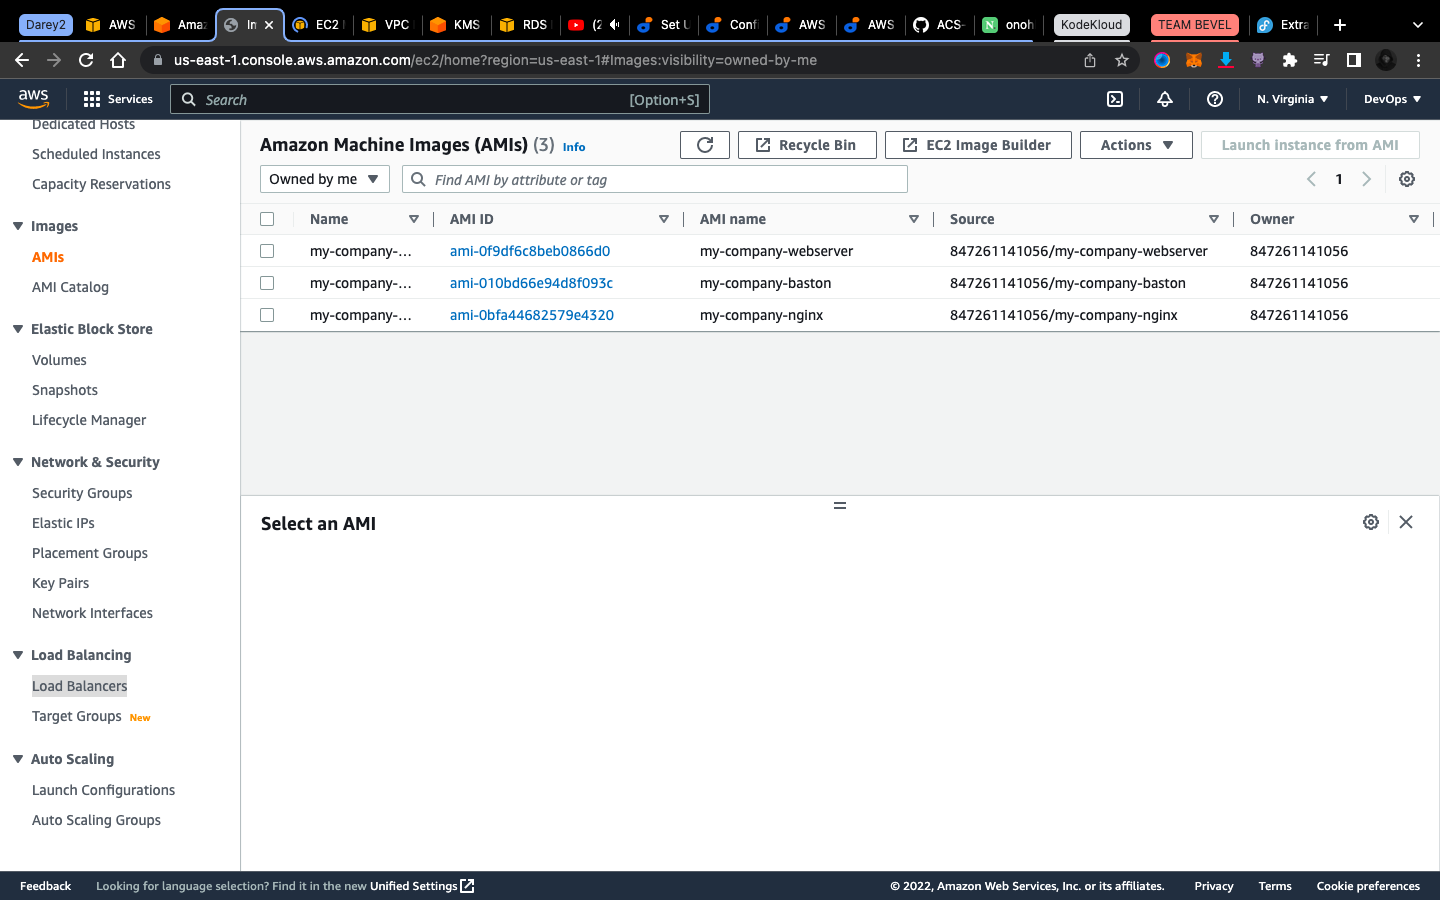 Darey2
AWS
Amaz
In
EC2
VPC
KMS
RDS
(2
Set U
Confi
AWS
AWS
ACS-
onoh
KodeKloud
TEAM BEVEL
Extra
us-east-1.console.aws.amazon.com/ec2/home?region=us-east-1#Images:visibility=owned-by-me
aws
Services
Search
[Option+S]
N. Virginia
DevOps
Dedicated Hosts
Scheduled Instances
Capacity Reservations
Images
AMIs
AMI Catalog
Elastic Block Store
Volumes
Snapshots
Lifecycle Manager
Network & Security
Security Groups
Elastic IPs
Placement Groups
Key Pairs
Network Interfaces
Load Balancing
Load Balancers
Target Groups New
Auto Scaling
Launch Configurations
Auto Scaling Groups
Amazon Machine Images (AMIs) (3) Info
Recycle Bin
EC2 Image Builder
Actions
Launch instance from AMI
Owned by me
Find AMI by attribute or tag
1
Name AMI ID AMI name Source Owner
my-company-... ami-0f9df6c8beb0866d0 my-company-webserver 847261141056/my-company-webserver 847261141056
my-company-... ami-010bd66e94d8f093c my-company-baston 847261141056/my-company-baston 847261141056
my-company-... ami-0bfa44682579e4320 my-company-nginx 847261141056/my-company-nginx 847261141056
Select an AMI
Feedback
Looking for language selection? Find it in the new Unified Settings
© 2022, Amazon Web Services, Inc. or its affiliates.
Privacy
Terms
Cookie preferences